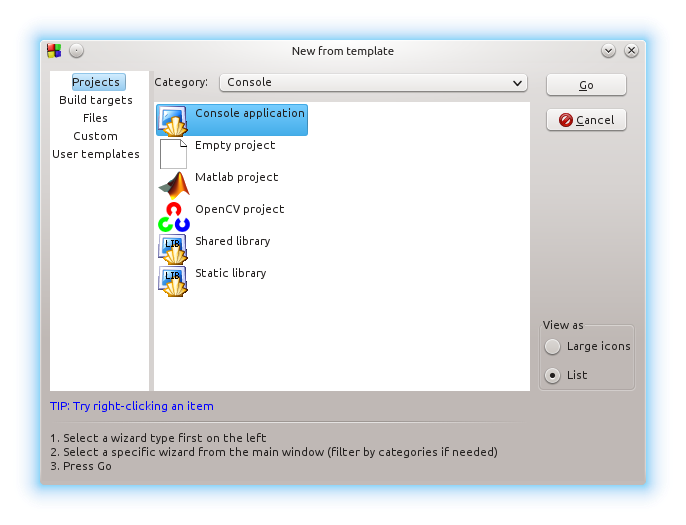 New from template
Projects
Build targets
Files
Custom
User templates
Category:
Console
Console application
Empty project
Matlab project
OpenCV project
LIB
Shared library
LIB
Static library
Go
Cancel
View as
Large icons
List
TIP: Try right-clicking an item
1. Select a wizard type first on the left
2. Select a specific wizard from the main window (filter by categories if needed)
3. Press Go